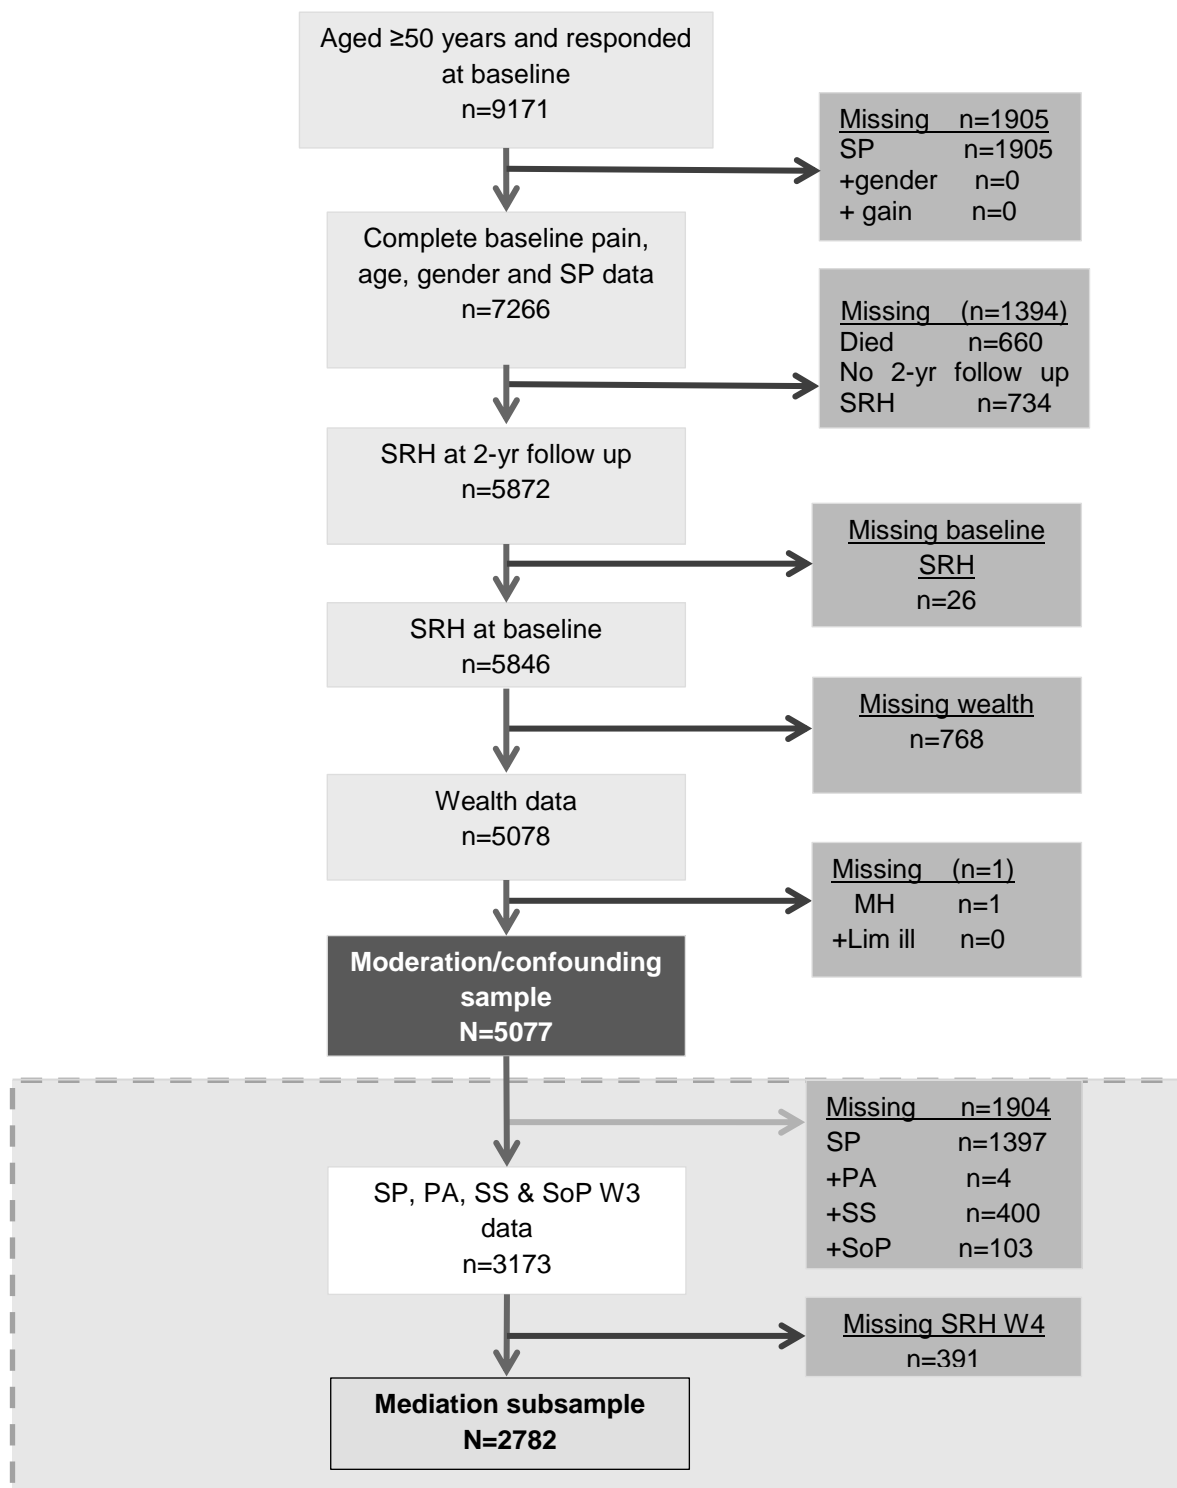 Aged ≥50 years and responded
at baseline
n=9171
Missing n=1905
SP n=1905
+gender n=0
+ gain n=0
Complete baseline pain,
age, gender and SP data
n=7266
Missing (n=1394)
Died n=660
No 2-yr follow up
SRH n=734
SRH at 2-yr follow up
n=5872
Missing baseline
SRH
n=26
SRH at baseline
n=5846
Missing wealth
n=768
Wealth data
n=5078
Missing (n=1)
MH n=1
+Lim ill n=0
Moderation/confounding
sample
N=5077
Missing n=1904
SP n=1397
+PA n=4
+SS n=400
+SoP n=103
SP, PA, SS & SoP W3
data
n=3173
Missing SRH W4
n=391
Mediation subsample
N=2782